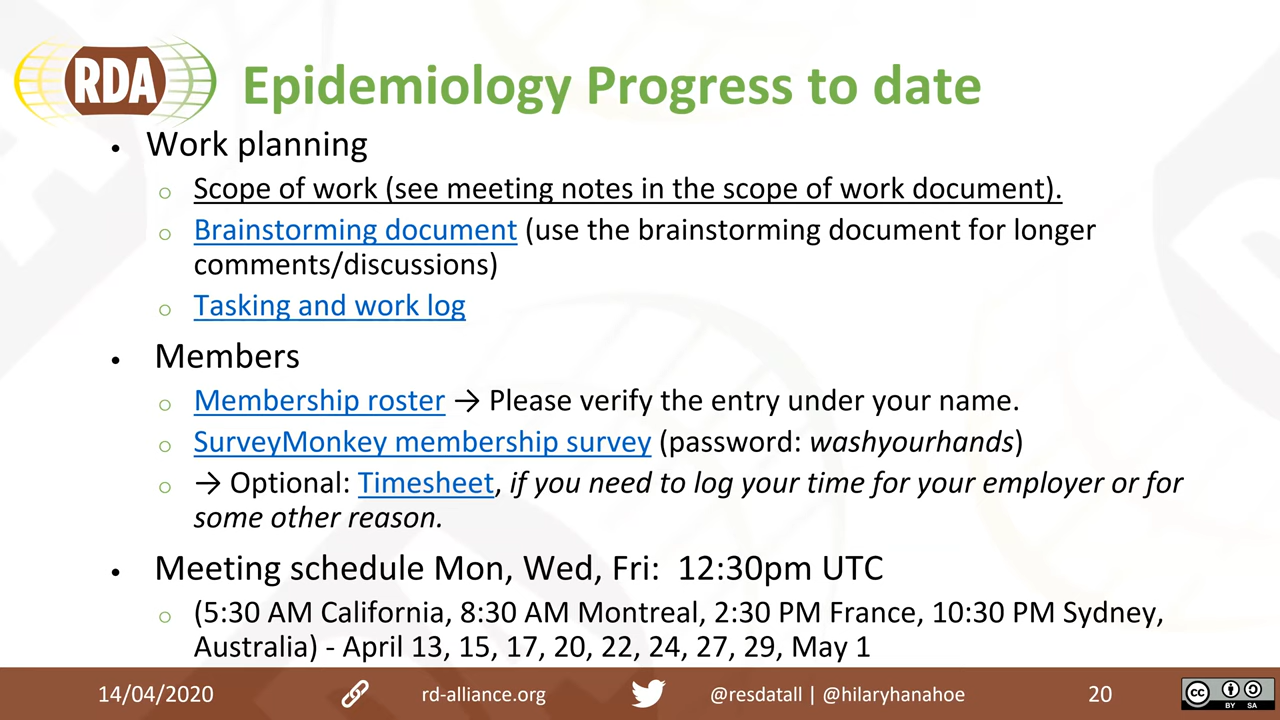 RDA
Epidemiology Progress to date
• Work planning
o Scope of work (see meeting notes in the scope of work document).
o Brainstorming document (use the brainstorming document for longer
comments/discussions)
o Tasking and work log
• Members
o Membership roster → Please verify the entry under your name.
o SurveyMonkey membership survey (password: washyourhands)
o → Optional: Timesheet, if you need to log your time for your employer or for
some other reason.
• Meeting schedule Mon, Wed, Fri: 12:30pm UTC
o (5:30 AM California, 8:30 AM Montreal, 2:30 PM France, 10:30 PM Sydney,
Australia) - April 13, 15, 17, 20, 22, 24, 27, 29, May 1
14/04/2020 rd-alliance.org @resdatall | @hilaryhanahoe 20
cc BY SA